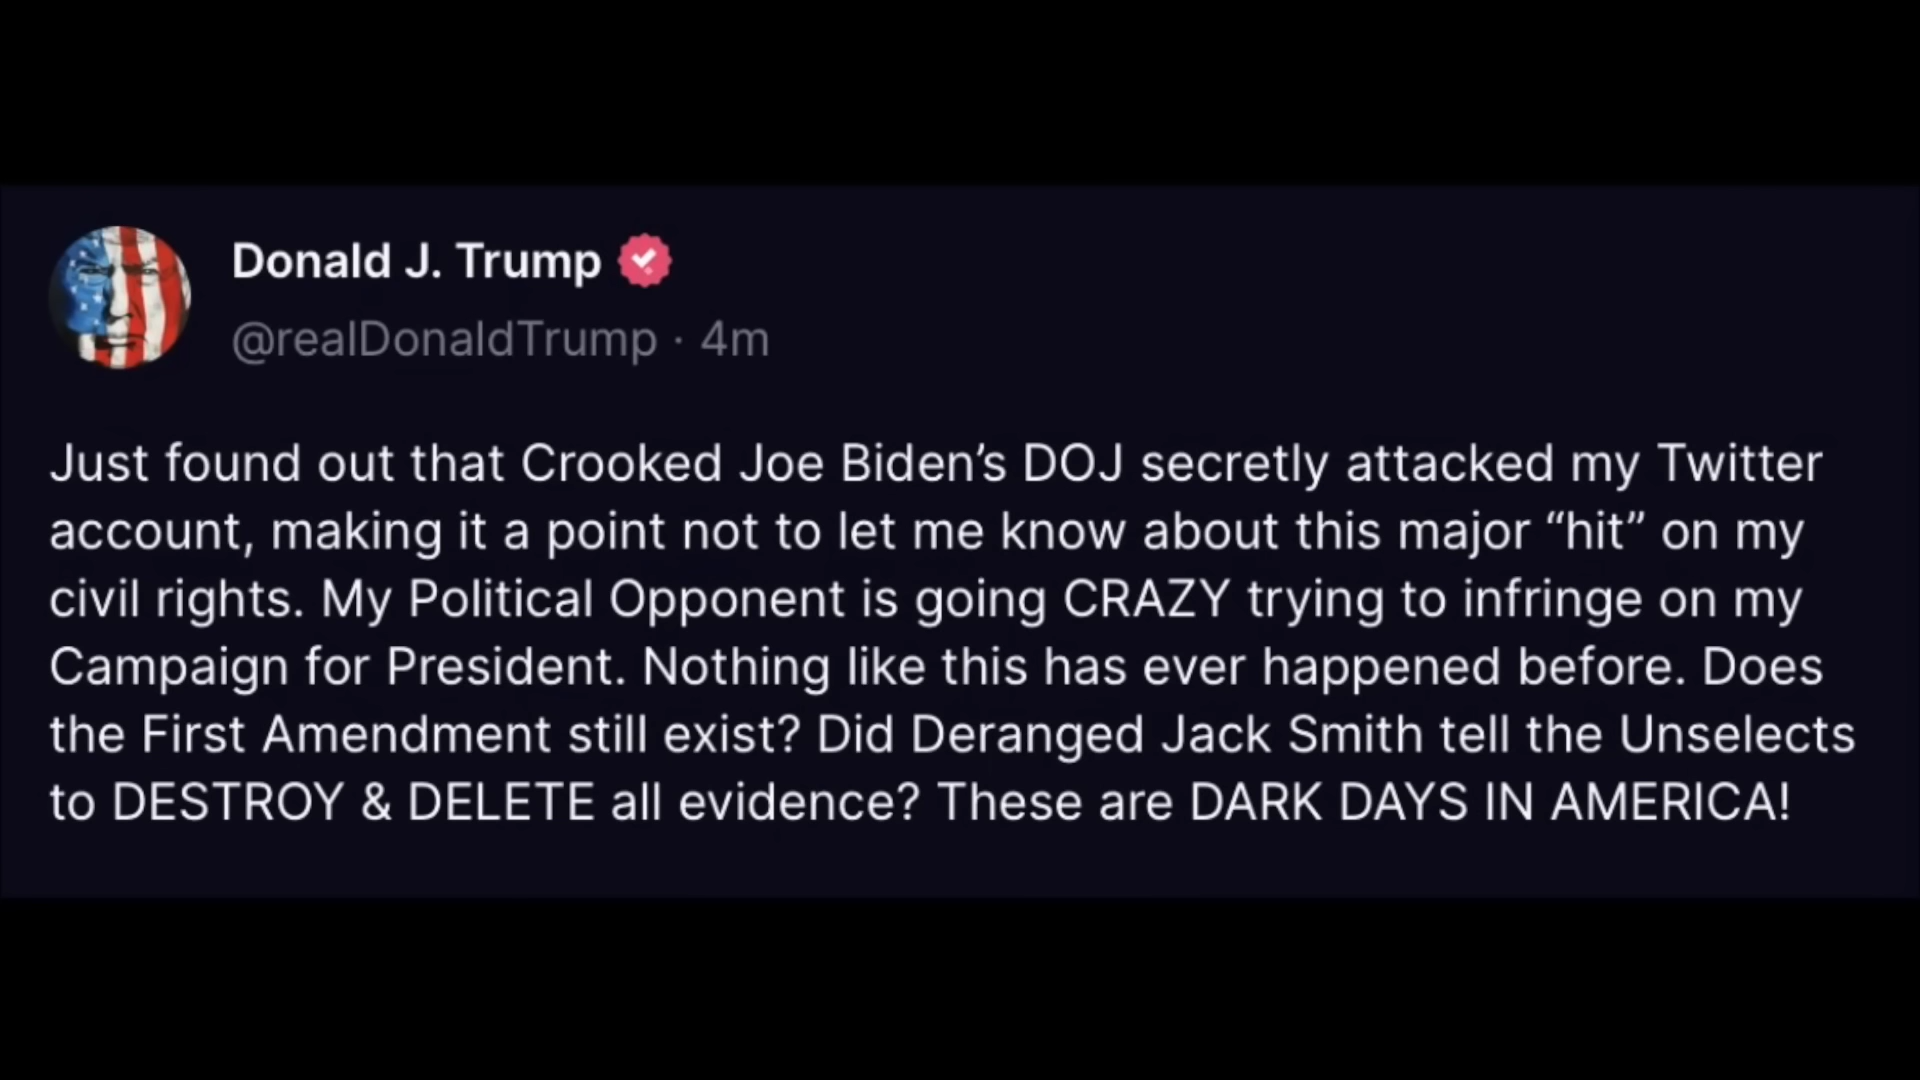 Donald J. Trump
@realDonaldTrump · 4m
Just found out that Crooked Joe Biden’s DOJ secretly attacked my Twitter
account, making it a point not to let me know about this major “hit” on my
civil rights. My Political Opponent is going CRAZY trying to infringe on my
Campaign for President. Nothing like this has ever happened before. Does
the First Amendment still exist? Did Deranged Jack Smith tell the Unselects
to DESTROY & DELETE all evidence? These are DARK DAYS IN AMERICA!